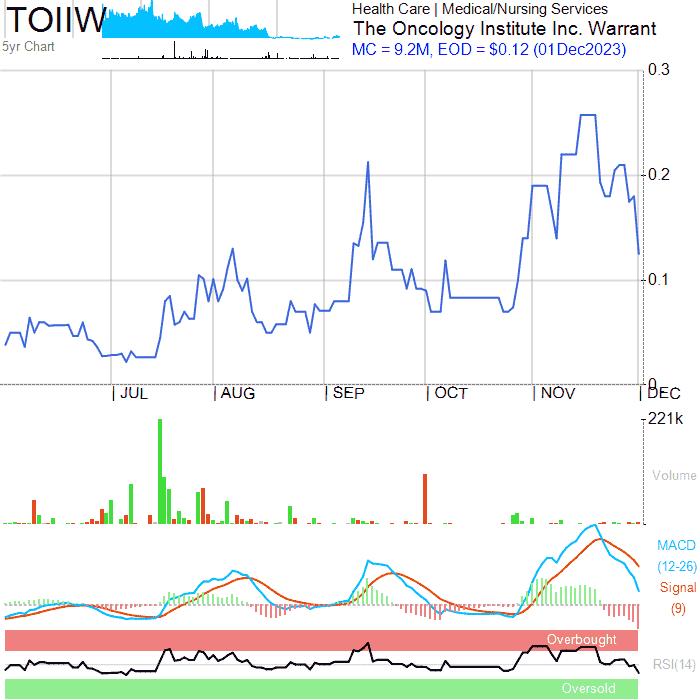 TOIIW
5yr Chart
Health Care | Medical/Nursing Services
The Oncology Institute Inc. Warrant
MC = 9.2M, EOD = $0.12 (01Dec2023)
0.3
0.2
0.1
0
JUL AUG SEP OCT NOV DEC
221k
Volume
MACD
(12-26)
Signal
(9)
Overbought
RSI(14)
Oversold